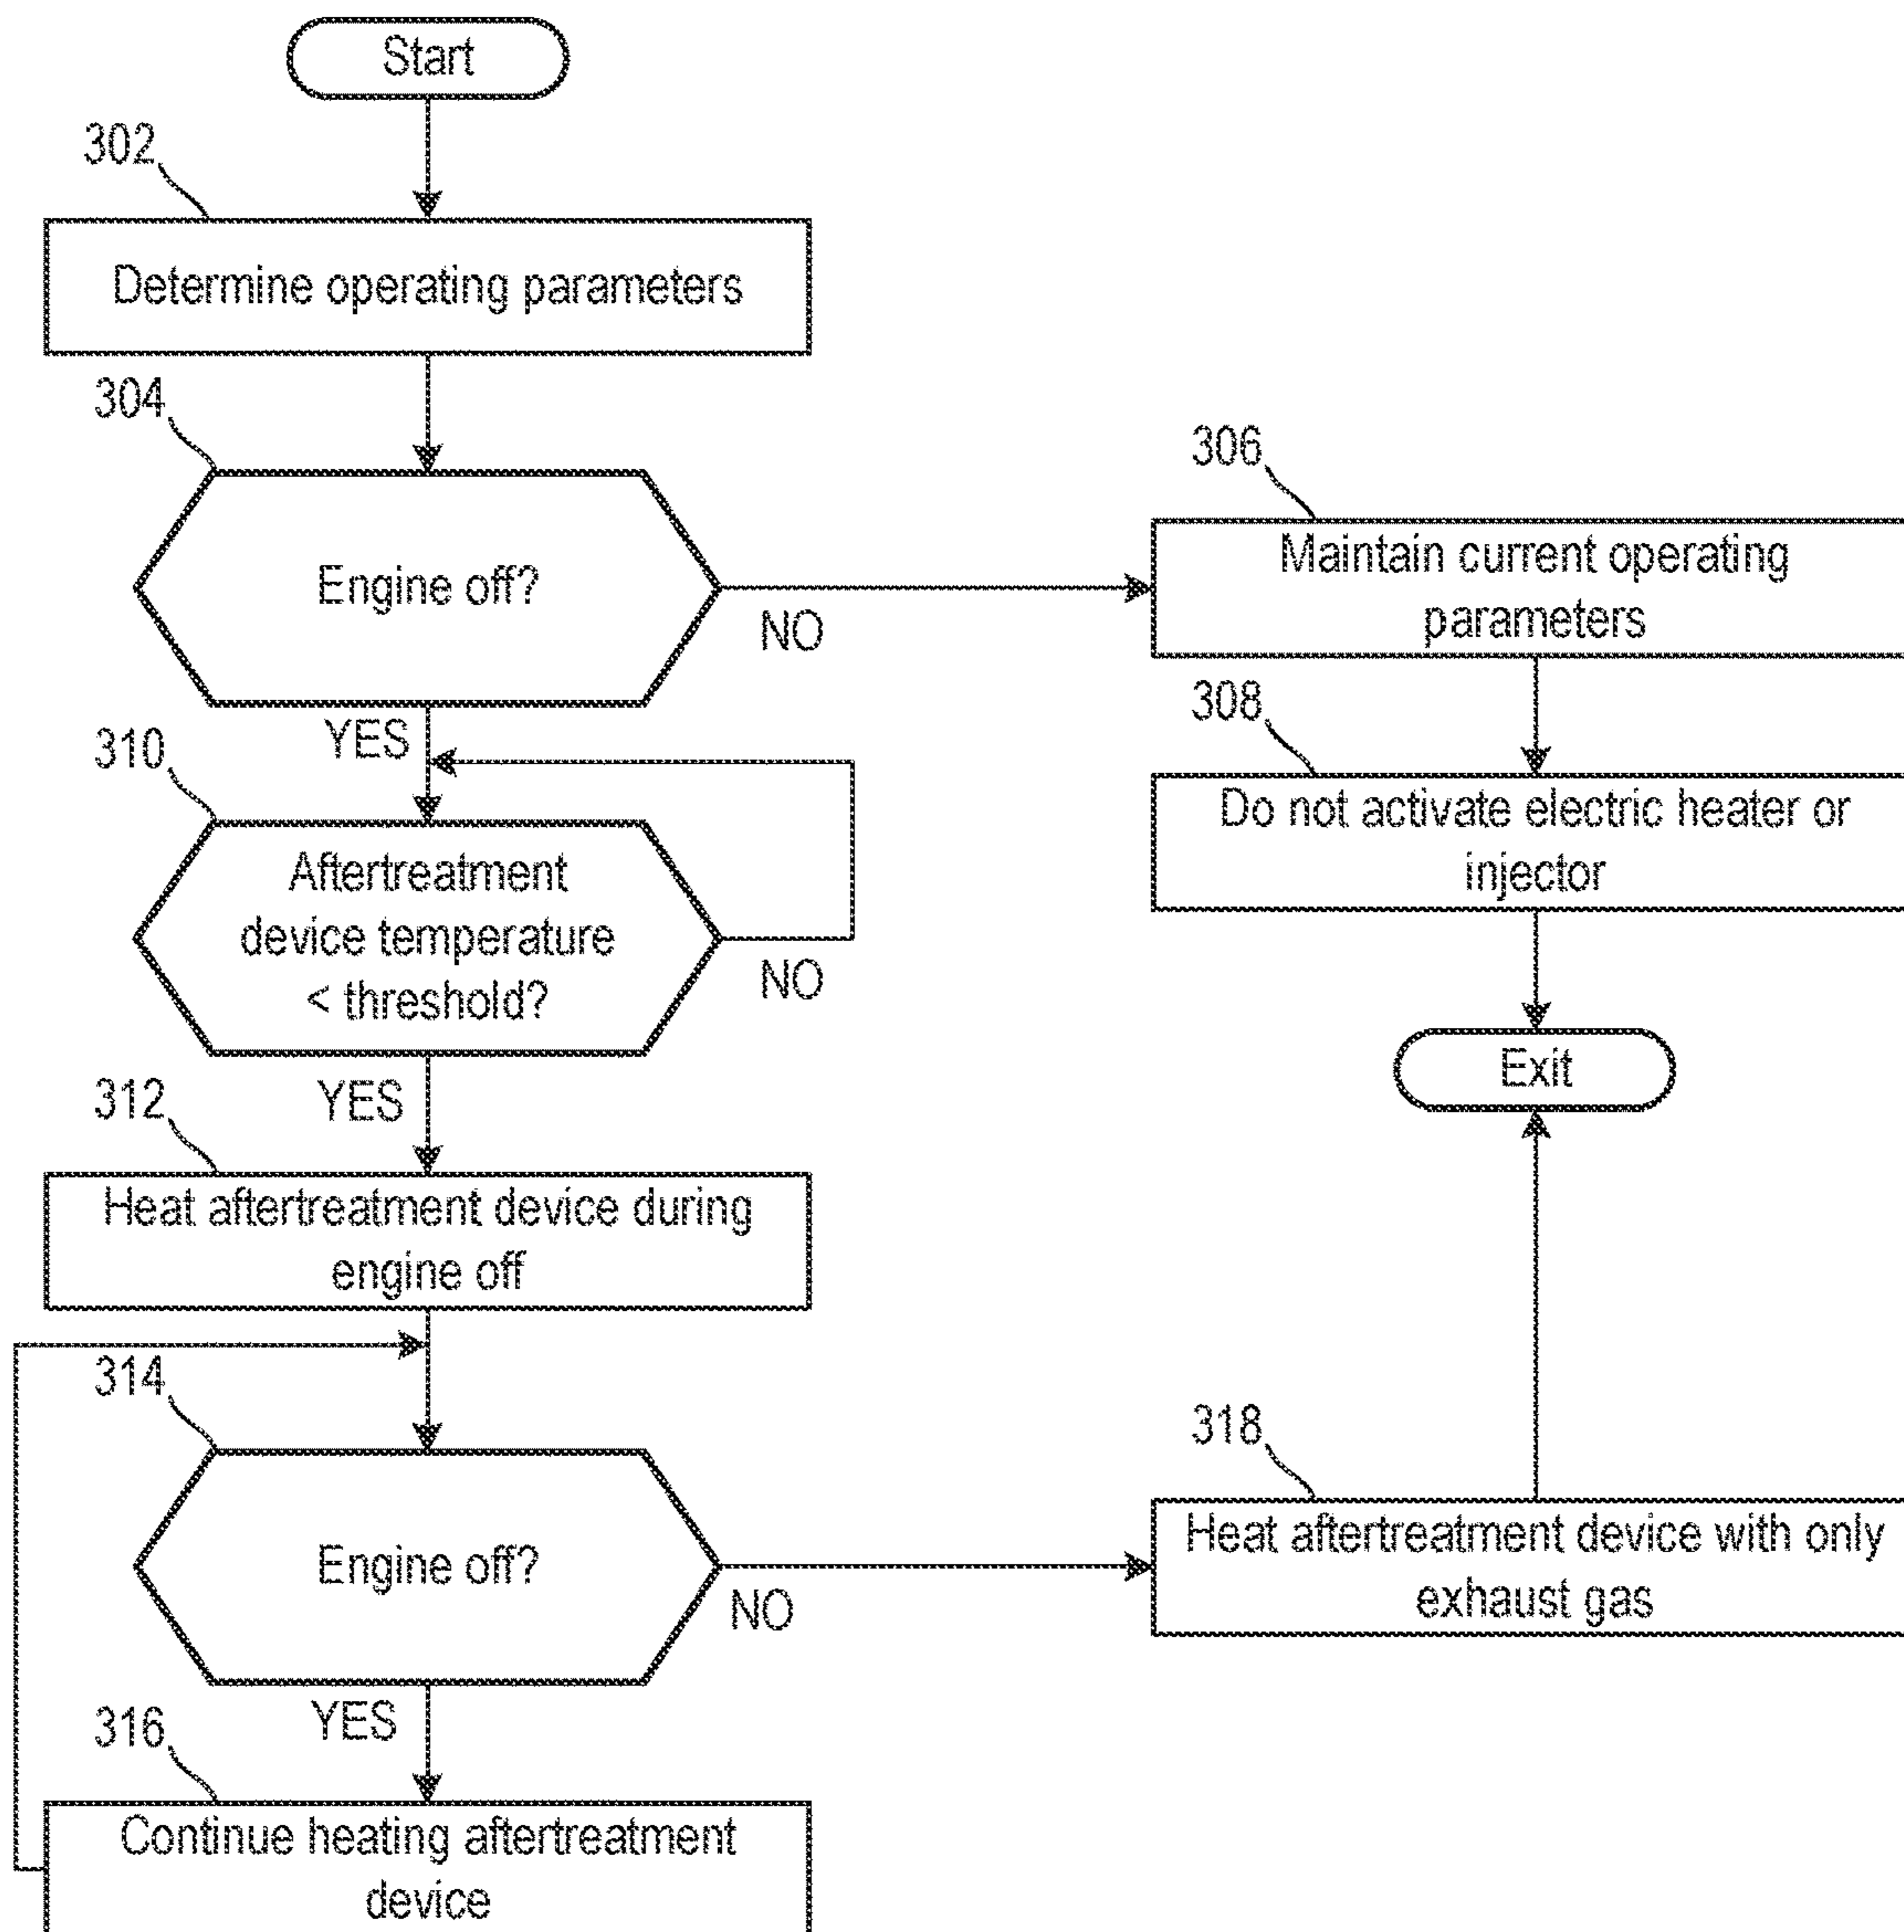 Start
302
Determine operating parameters
304
Engine off?
NO
YES
306
Maintain current operating
parameters
308
Do not activate electric heater or
injector
Exit
310
Aftertreatment
device temperature
< threshold?
NO
YES
312
Heat aftertreatment device during
engine off
314
Engine off?
NO
YES
318
Heat aftertreatment device with only
exhaust gas
316
Continue heating aftertreatment
device